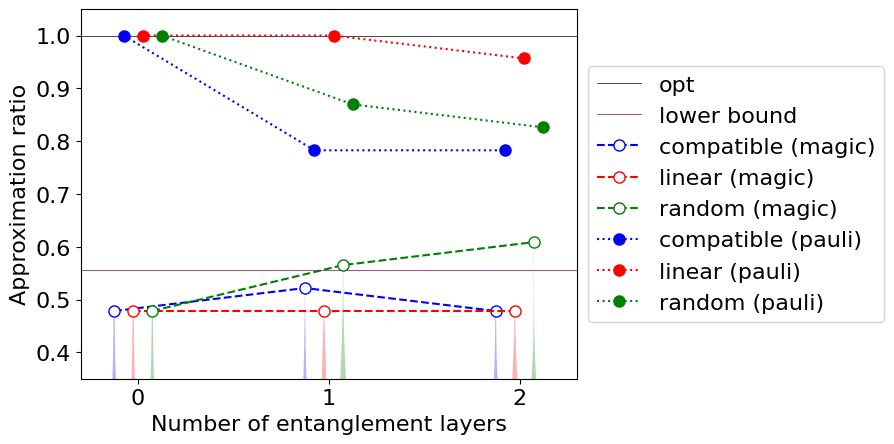 1.0
0.9
0.8
0.7
0.6
0.5
0.4
Approximation ratio
0 1 2
Number of entanglement layers
opt
lower bound
compatible (magic)
linear (magic)
random (magic)
compatible (pauli)
linear (pauli)
random (pauli)